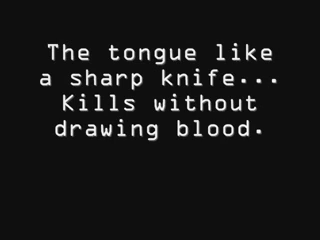 The tongue like
a sharp knife...
Kills without
drawing blood.